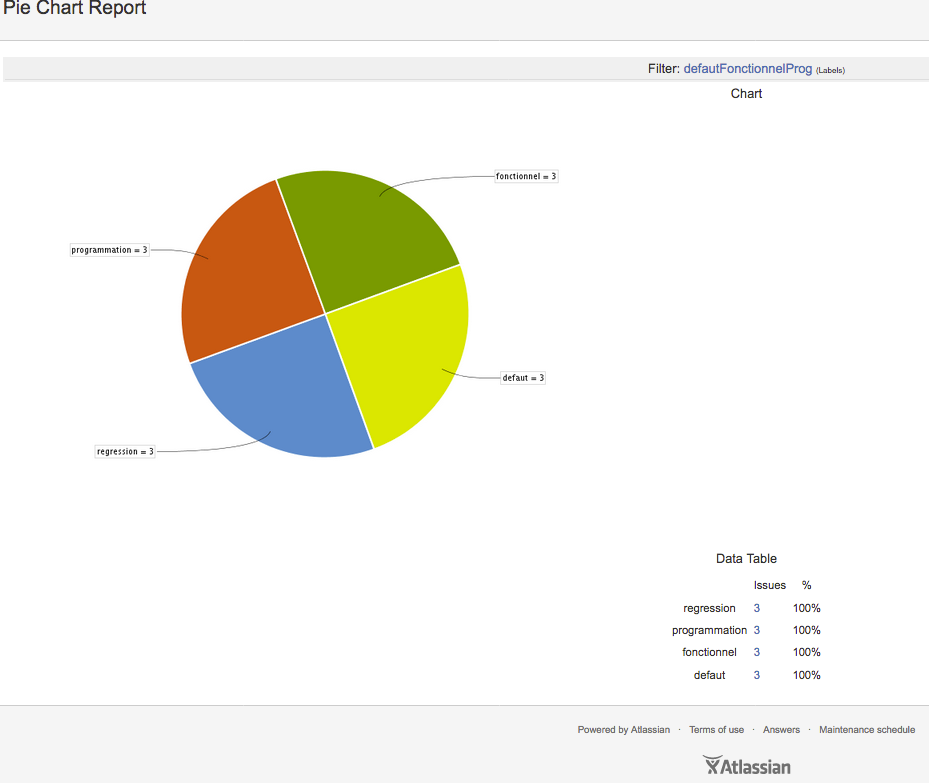 Pie Chart Report
Filter: defautFonctionnelProg (Labels)
Chart
fonctionnel = 3
programmation = 3
defaut = 3
regression = 3
Data Table
Issues %
regression 3 100%
programmation 3 100%
fonctionnel 3 100%
defaut 3 100%
Powered by Atlassian · Terms of use · Answers · Maintenance schedule
Atlassian